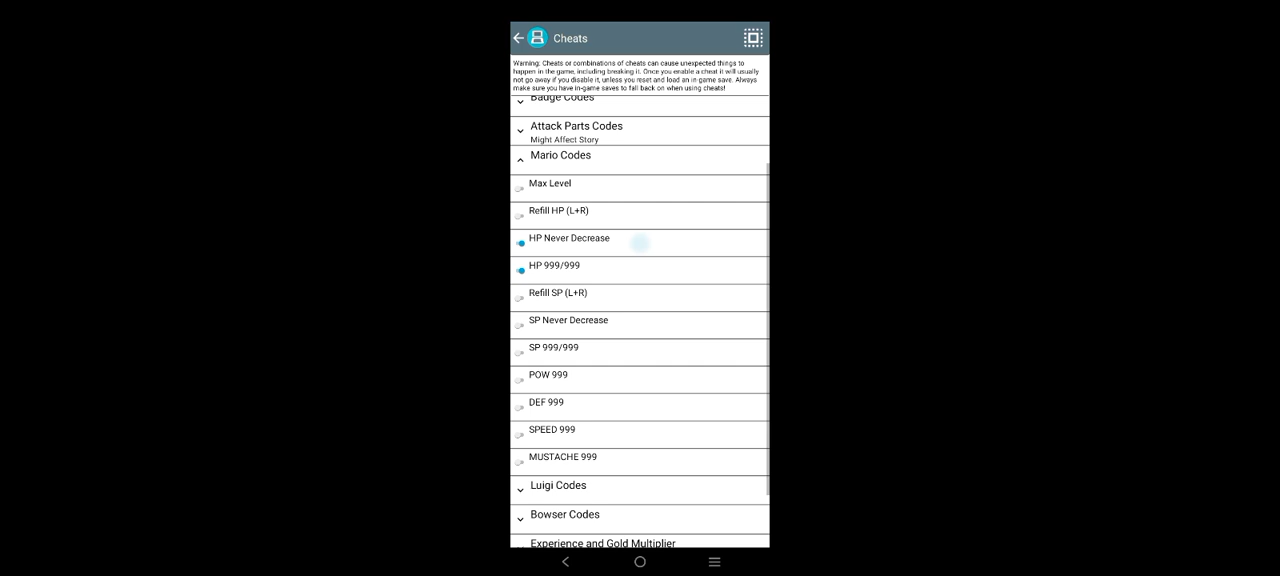 Cheats
Warning: Cheats or combinations of cheats can cause unexpected things to
happen in the game, including breaking it. Once you enable a cheat it will usually
not go away if you disable it, unless you reset and load an in-game save. Always
make sure you have in-game saves to fall back on when using cheats!
Badge Codes
Attack Parts Codes
Might Affect Story
Mario Codes
Max Level
Refill HP (L+R)
HP Never Decrease
HP 999/999
Refill SP (L+R)
SP Never Decrease
SP 999/999
POW 999
DEF 999
SPEED 999
MUSTACHE 999
Luigi Codes
Bowser Codes
Experience and Gold Multiplier